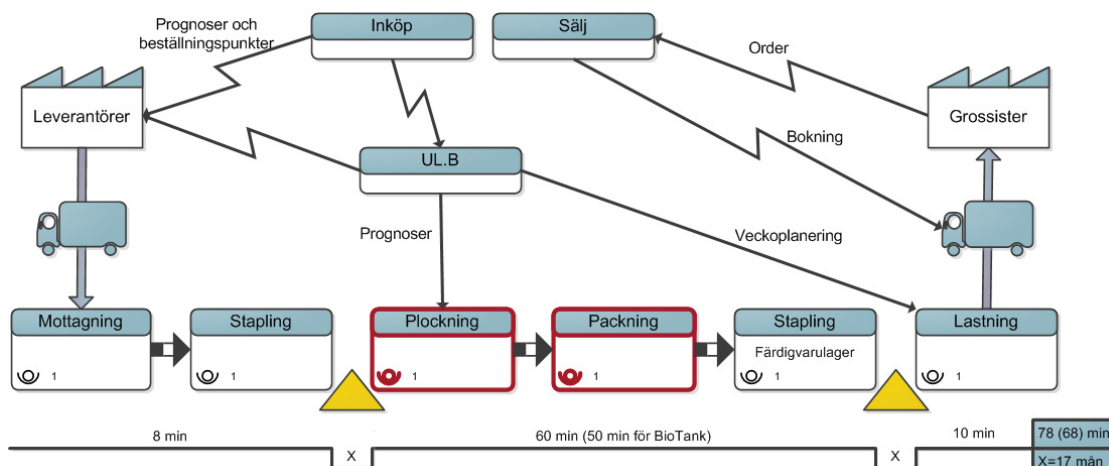 Prognoser och
beställningspunkter
Inköp
Sälj
Order
Leverantörer
Grossister
Bokning
UL.B
Prognoser
Veckoplanering
Mottagning
1
Stapling
1
Plockning
1
Packning
1
Stapling
Färdigvarulager
1
Lastning
1
8 min
X
60 min (50 min för BioTank)
X
10 min
78 (68) min
X=17 mån